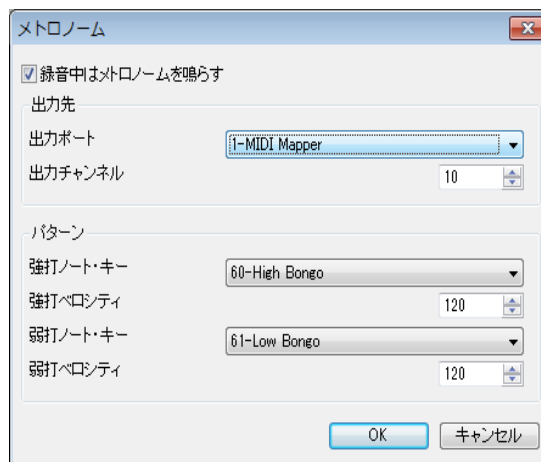 メトロノーム
録音中はメトロノームを鳴らす
出力先
出力ポート 1-MIDI Mapper
出力チャンネル 10
パターン
強打ノート・キー 60-High Bongo
強打ベロシティ 120
弱打ノート・キー 61-Low Bongo
弱打ベロシティ 120
OK キャンセル